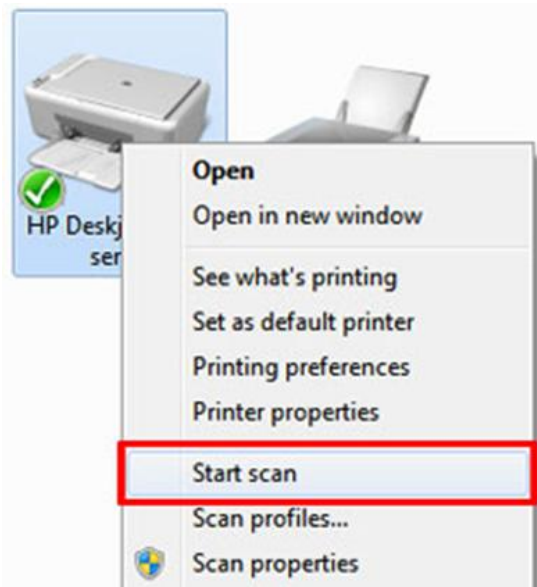 HP Deskj
ser
Open
Open in new window
See what's printing
Set as default printer
Printing preferences
Printer properties
Start scan
Scan profiles...
Scan properties